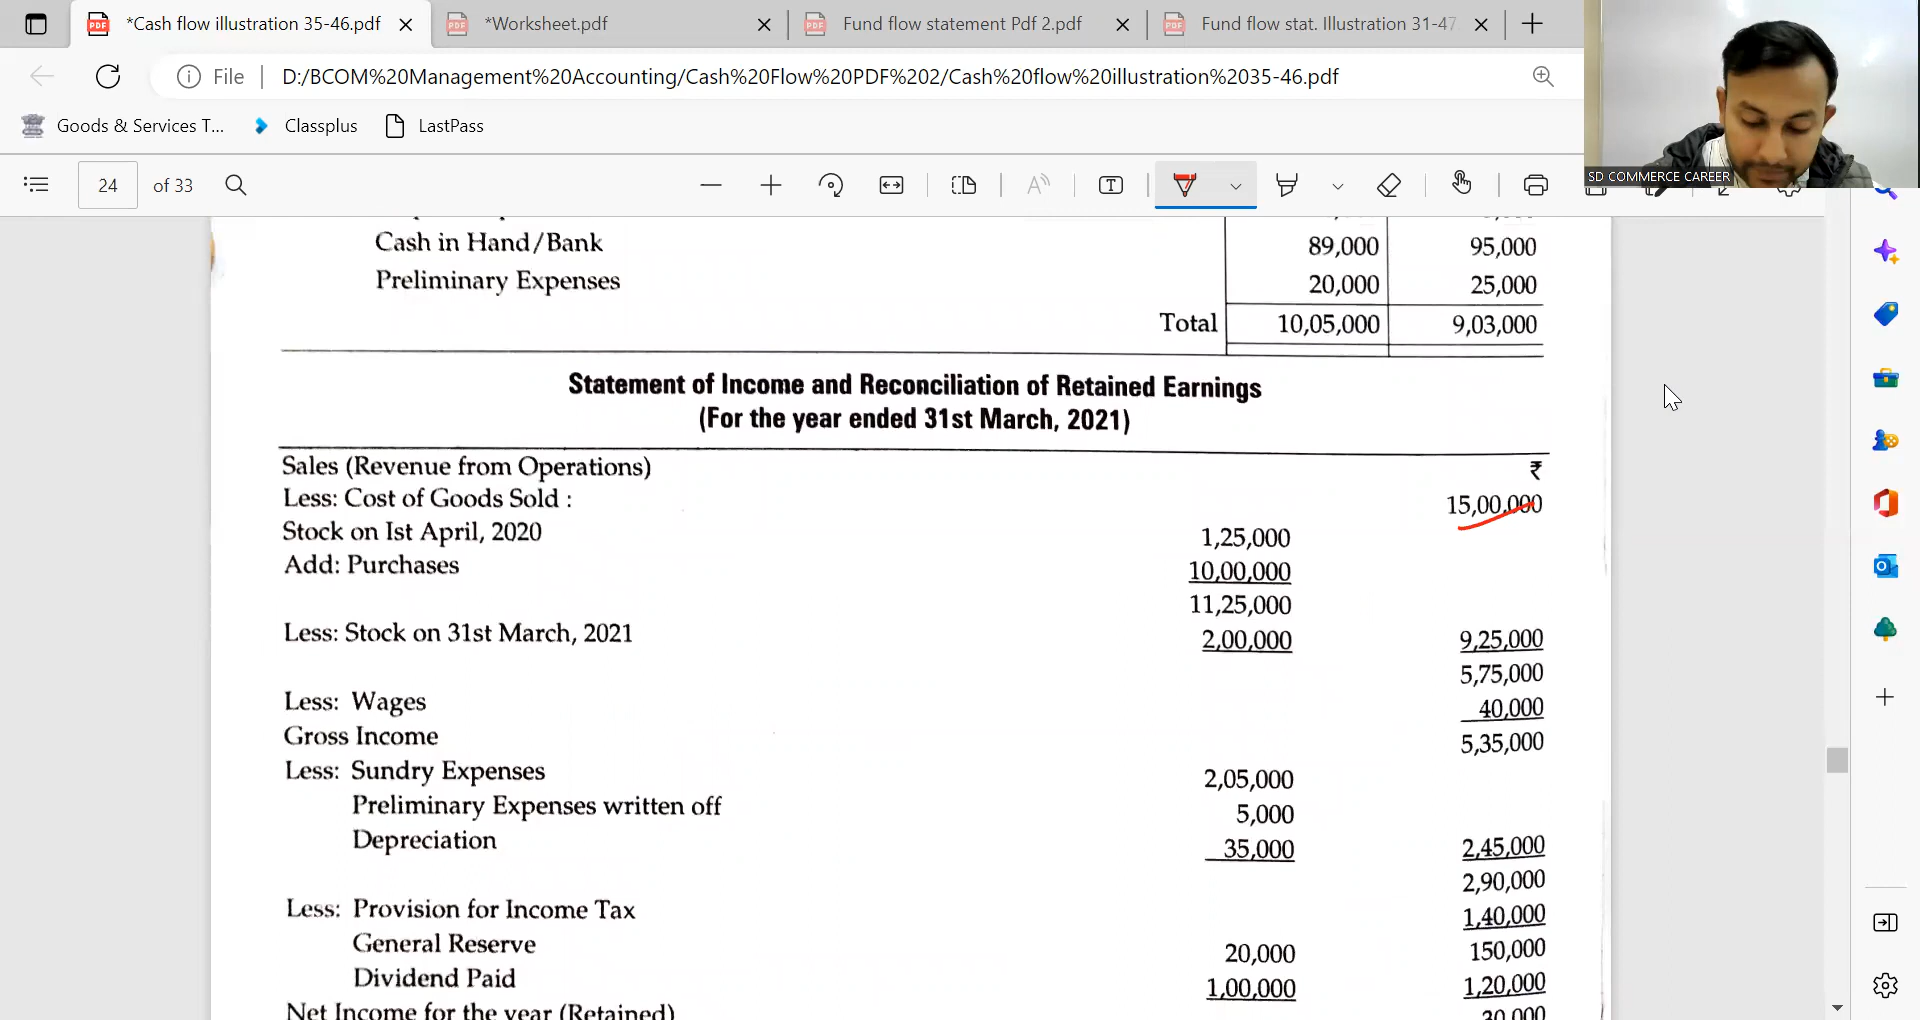 *Cash flow illustration 35-46.pdf
*Worksheet.pdf
Fund flow statement Pdf 2.pdf
Fund flow stat. Illustration 31-47
File
D:/BCOM%20Management%20Accounting/Cash%20Flow%20PDF%202/Cash%20flow%20illustration%2035-46.pdf
Goods & Services T...
Classplus
LastPass
24 of 33
SD COMMERCE CAREER
Cash in Hand/Bank 89,000 95,000
Preliminary Expenses 20,000 25,000
Total 10,05,000 9,03,000
Statement of Income and Reconciliation of Retained Earnings
(For the year ended 31st March, 2021)
Sales (Revenue from Operations) ₹
Less: Cost of Goods Sold : 15,00,000
Stock on Ist April, 2020 1,25,000
Add: Purchases 10,00,000
11,25,000
Less: Stock on 31st March, 2021 2,00,000 9,25,000
5,75,000
Less: Wages 40,000
Gross Income 5,35,000
Less: Sundry Expenses 2,05,000
Preliminary Expenses written off 5,000
Depreciation 35,000 2,45,000
2,90,000
Less: Provision for Income Tax 1,40,000
General Reserve 20,000 150,000
Dividend Paid 1,00,000 1,20,000
Net Income for the year (Retained) 30,000